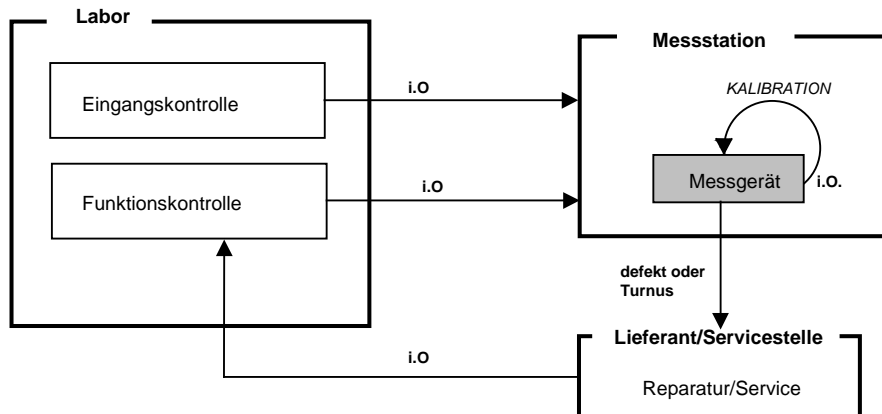 Labor
Eingangskontrolle
i.O
Funktionskontrolle
i.O
Messstation
KALIBRATION
Messgerät
i.O.
defekt oder
Turnus
Lieferant/Servicestelle
Reparatur/Service
i.O